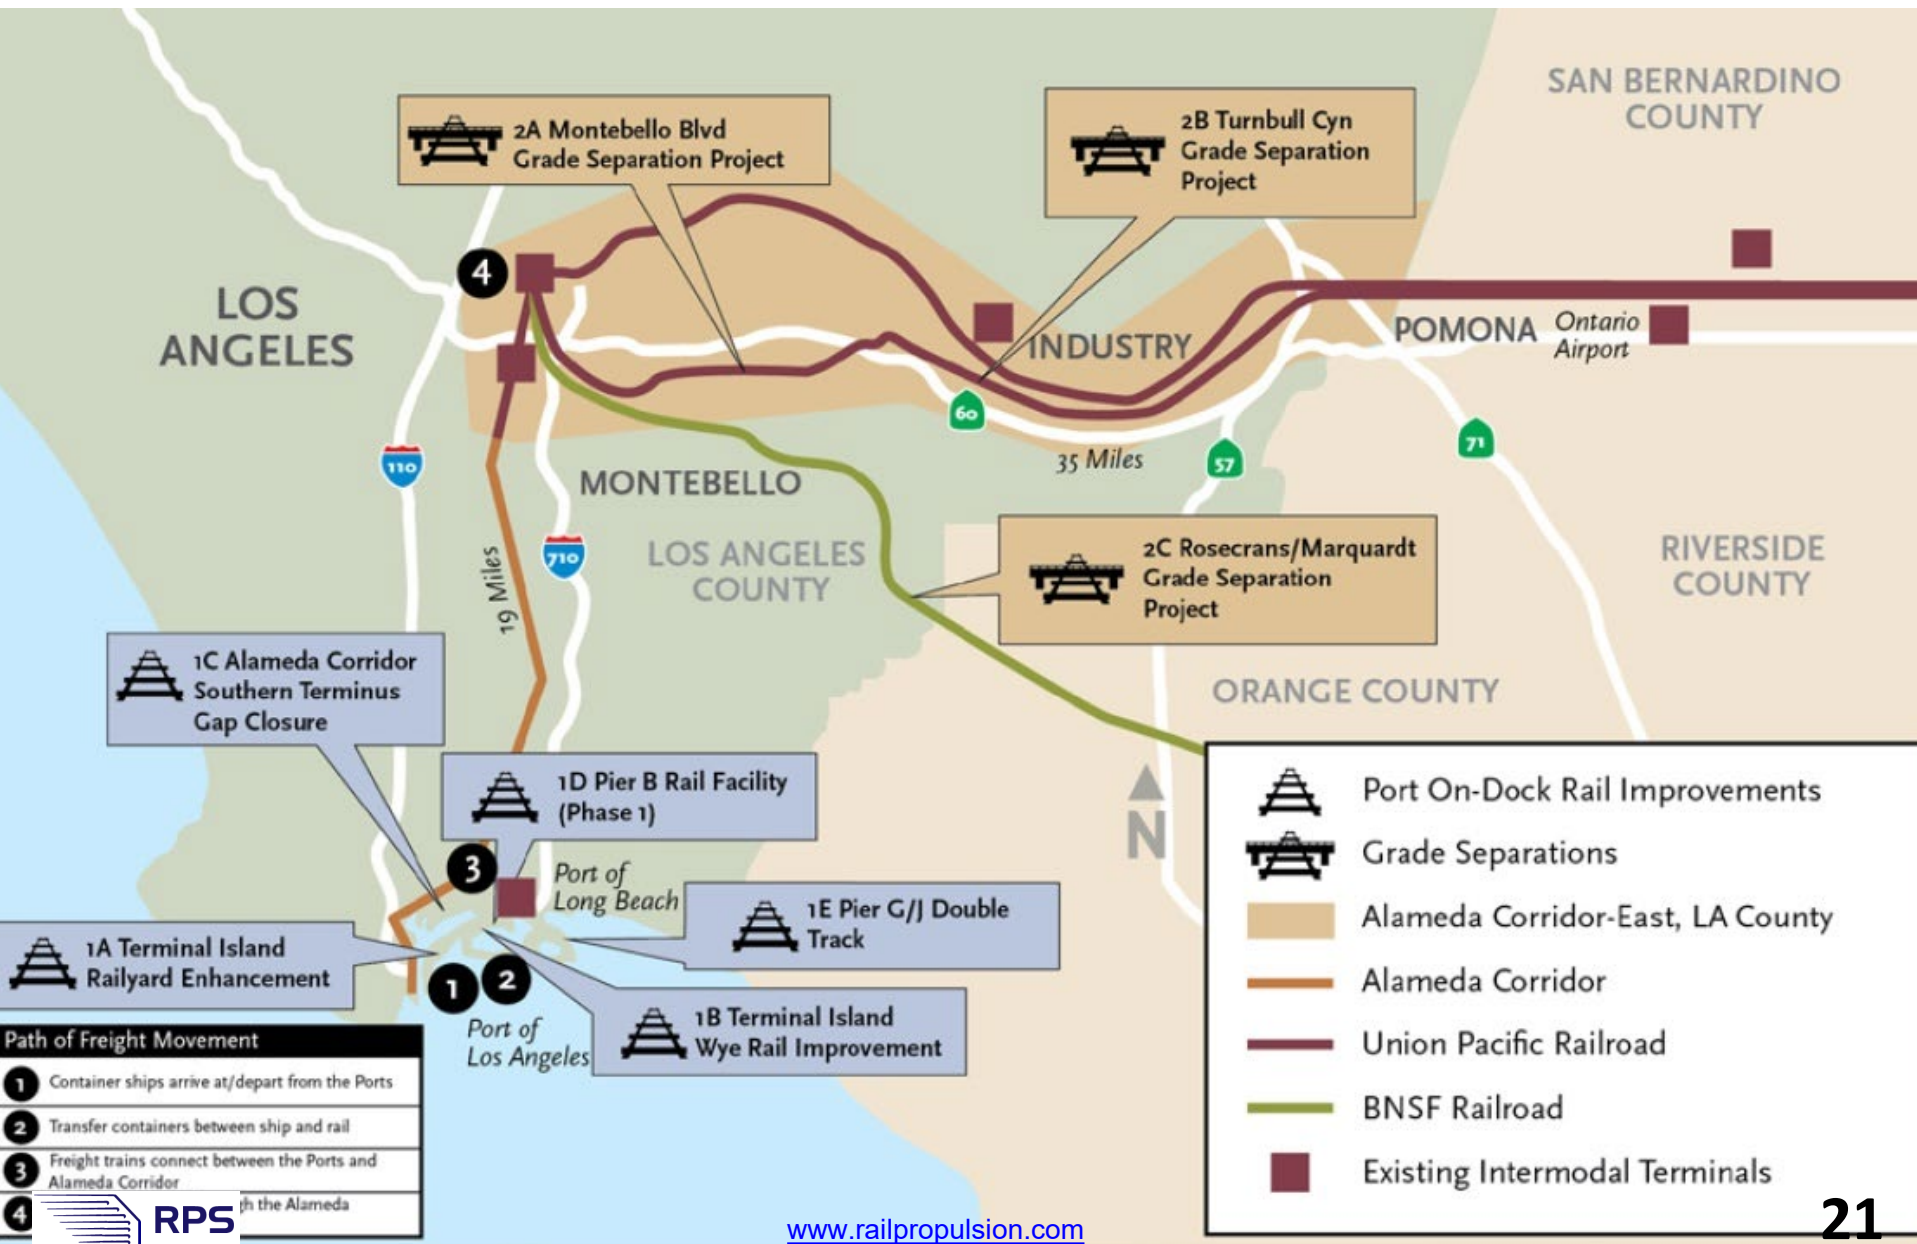 SAN BERNARDINO
COUNTY
2A Montebello Blvd
Grade Separation Project
2B Turnbull Cyn
Grade Separation
Project
4
LOS
ANGELES
INDUSTRY
POMONA
Ontario
Airport
60
35 Miles
57
71
110
MONTEBELLO
710
LOS ANGELES
COUNTY
19 Miles
2C Rosecrans/Marquardt
Grade Separation
Project
RIVERSIDE
COUNTY
ORANGE COUNTY
1C Alameda Corridor
Southern Terminus
Gap Closure
1D Pier B Rail Facility
(Phase 1)
3
Port of
Long Beach
1E Pier G/J Double
Track
1A Terminal Island
Railyard Enhancement
1
2
Port of
Los Angeles
1B Terminal Island
Wye Rail Improvement
N
Port On-Dock Rail Improvements
Grade Separations
Alameda Corridor-East, LA County
Alameda Corridor
Union Pacific Railroad
BNSF Railroad
Existing Intermodal Terminals
Path of Freight Movement
1 Container ships arrive at/depart from the Ports
2 Transfer containers between ship and rail
3 Freight trains connect between the Ports and
Alameda Corridor
4 gh the Alameda
RPS
www.railpropulsion.com
21